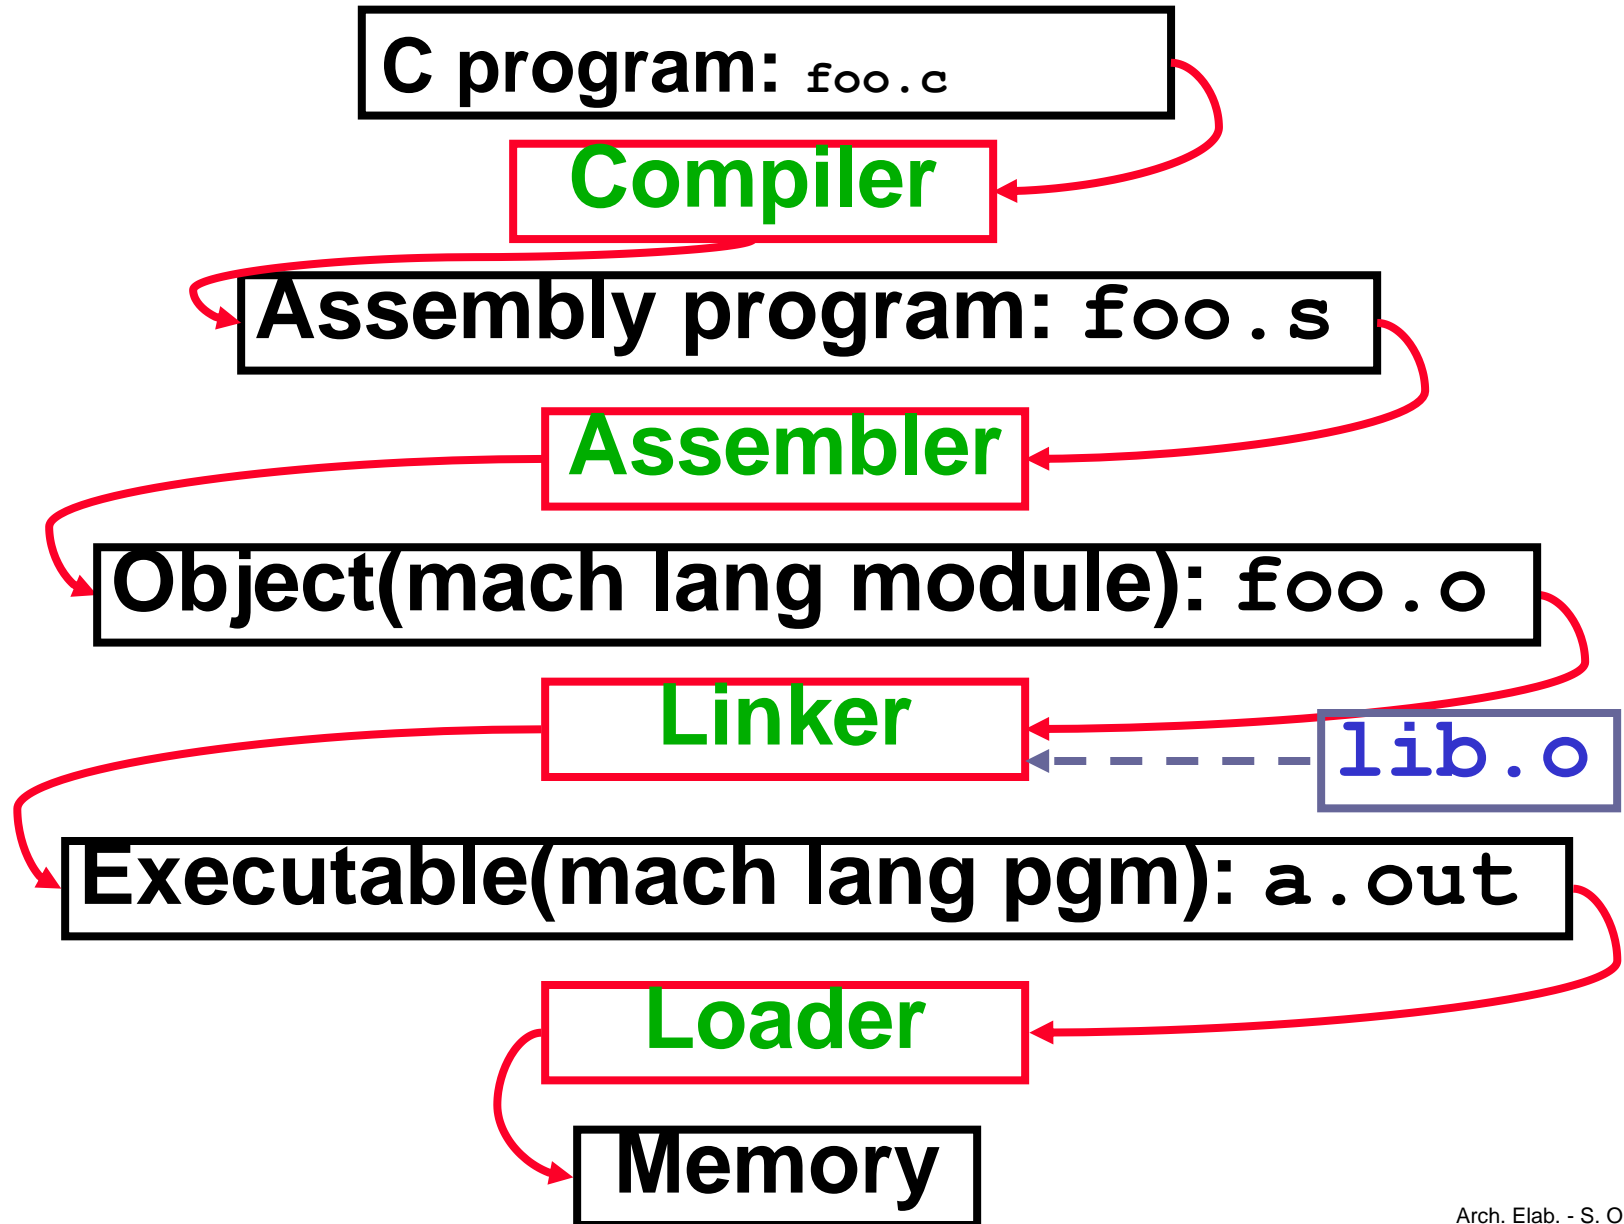 C program: foo.c
Compiler
Assembly program: foo.s
Assembler
Object(mach lang module): foo.o
Linker
lib.o
Executable(mach lang pgm): a.out
Loader
Memory
Arch. Elab. - S. O